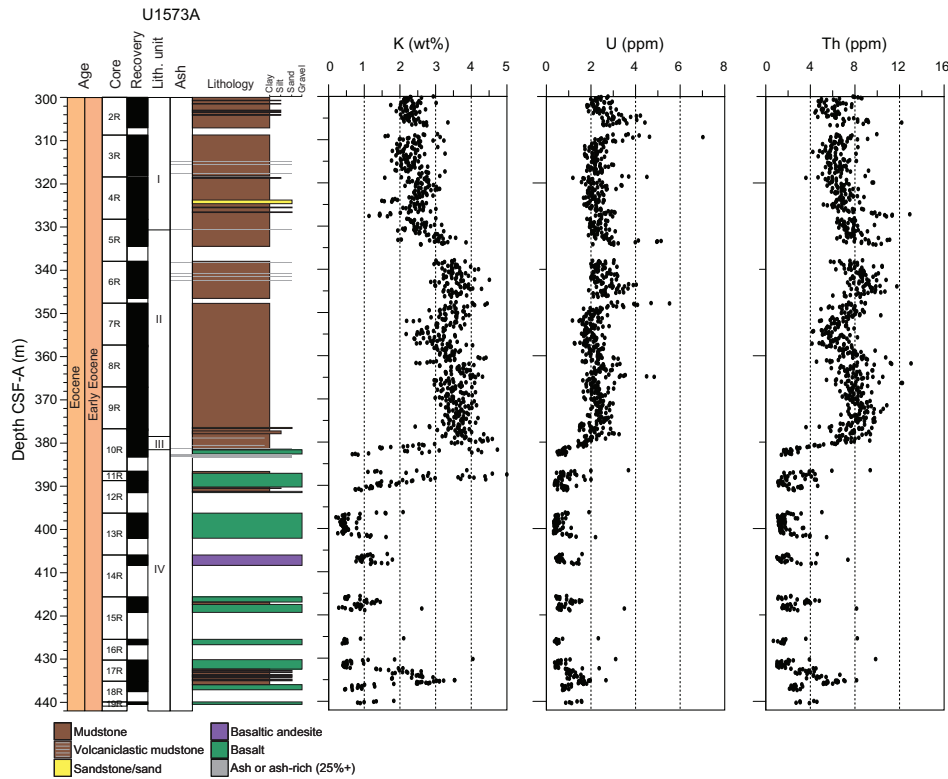 U1573A
K (wt%)
U (ppm)
Th (ppm)
Age
Core
Recovery
Lith. unit
Ash
Lithology
Clay
Silt
Sand
Gravel
0 1 2 3 4 5
0 2 4 6 8
0 4 8 12 16
Depth CSF-A (m)
300
310
320
330
340
350
360
370
380
390
400
410
420
430
440
Eocene
Early Eocene
2R
3R
4R
5R
6R
7R
8R
9R
10R
11R
12R
13R
14R
15R
16R
17R
18R
19R
I
II
III
IV
Mudstone
Volcaniclastic mudstone
Sandstone/sand
Basaltic andesite
Basalt
Ash or ash-rich (25%+)